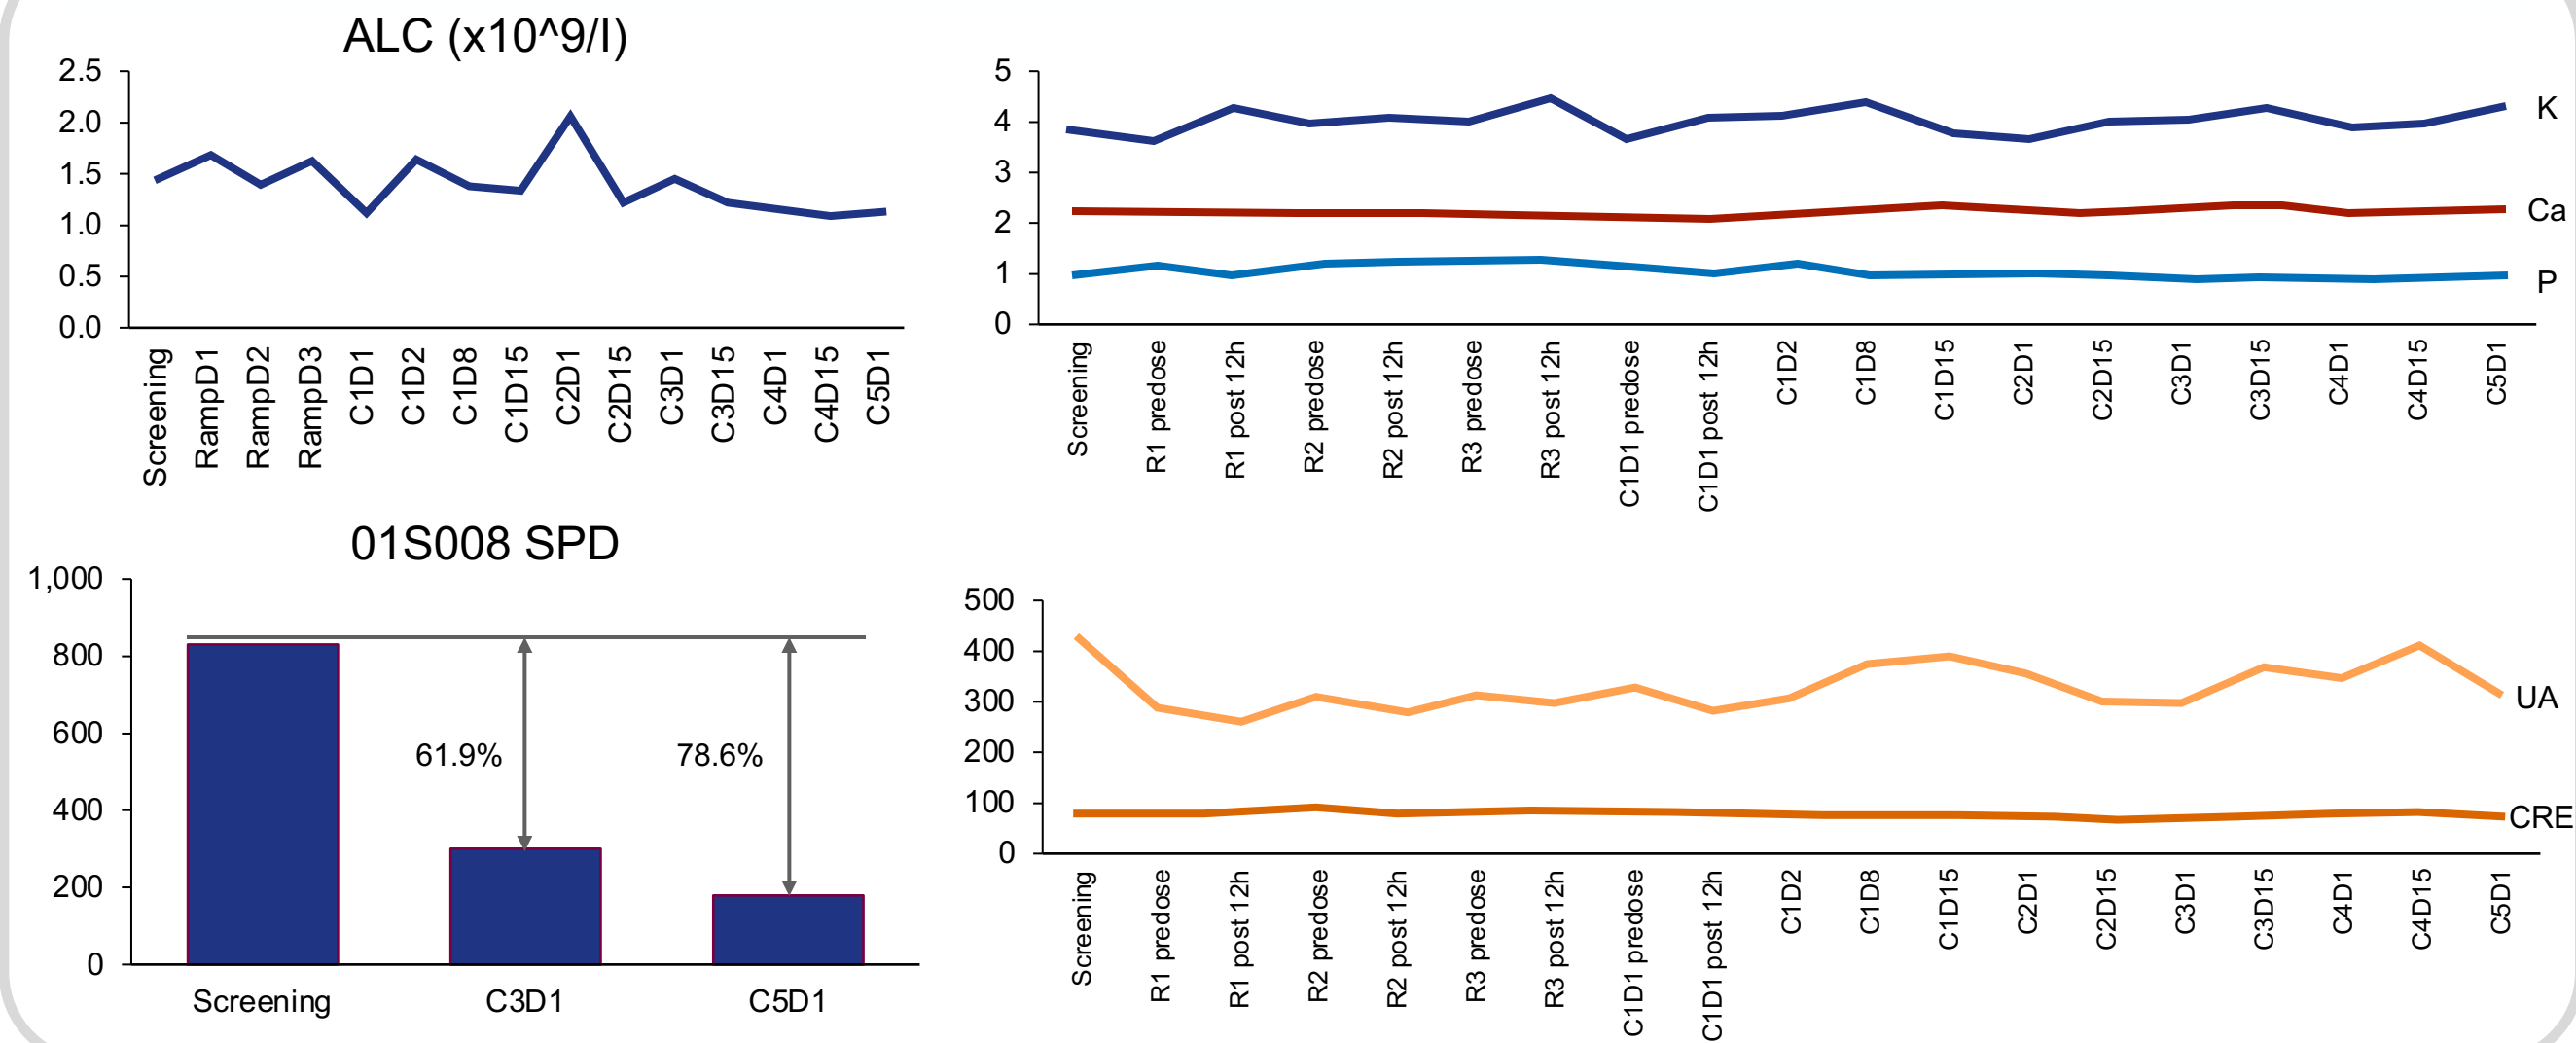 ALC (x10^9/l)
2.5
2.0
1.5
1.0
0.5
0.0
Screening
RampD1
RampD2
RampD3
C1D1
C1D2
C1D8
C1D15
C2D1
C2D15
C3D1
C3D15
C4D1
C4D15
C5D1
5
4
3
2
1
0
K
Ca
P
Screening
R1 predose
R1 post 12h
R2 predose
R2 post 12h
R3 predose
R3 post 12h
C1D1 predose
C1D1 post 12h
C1D2
C1D8
C1D15
C2D1
C2D15
C3D1
C3D15
C4D1
C4D15
C5D1
01S008 SPD
1,000
800
600
400
200
0
61.9%
78.6%
Screening
C3D1
C5D1
500
400
300
200
100
0
UA
CRE
Screening
R1 predose
R1 post 12h
R2 predose
R2 post 12h
R3 predose
R3 post 12h
C1D1 predose
C1D1 post 12h
C1D2
C1D8
C1D15
C2D1
C2D15
C3D1
C3D15
C4D1
C4D15
C5D1